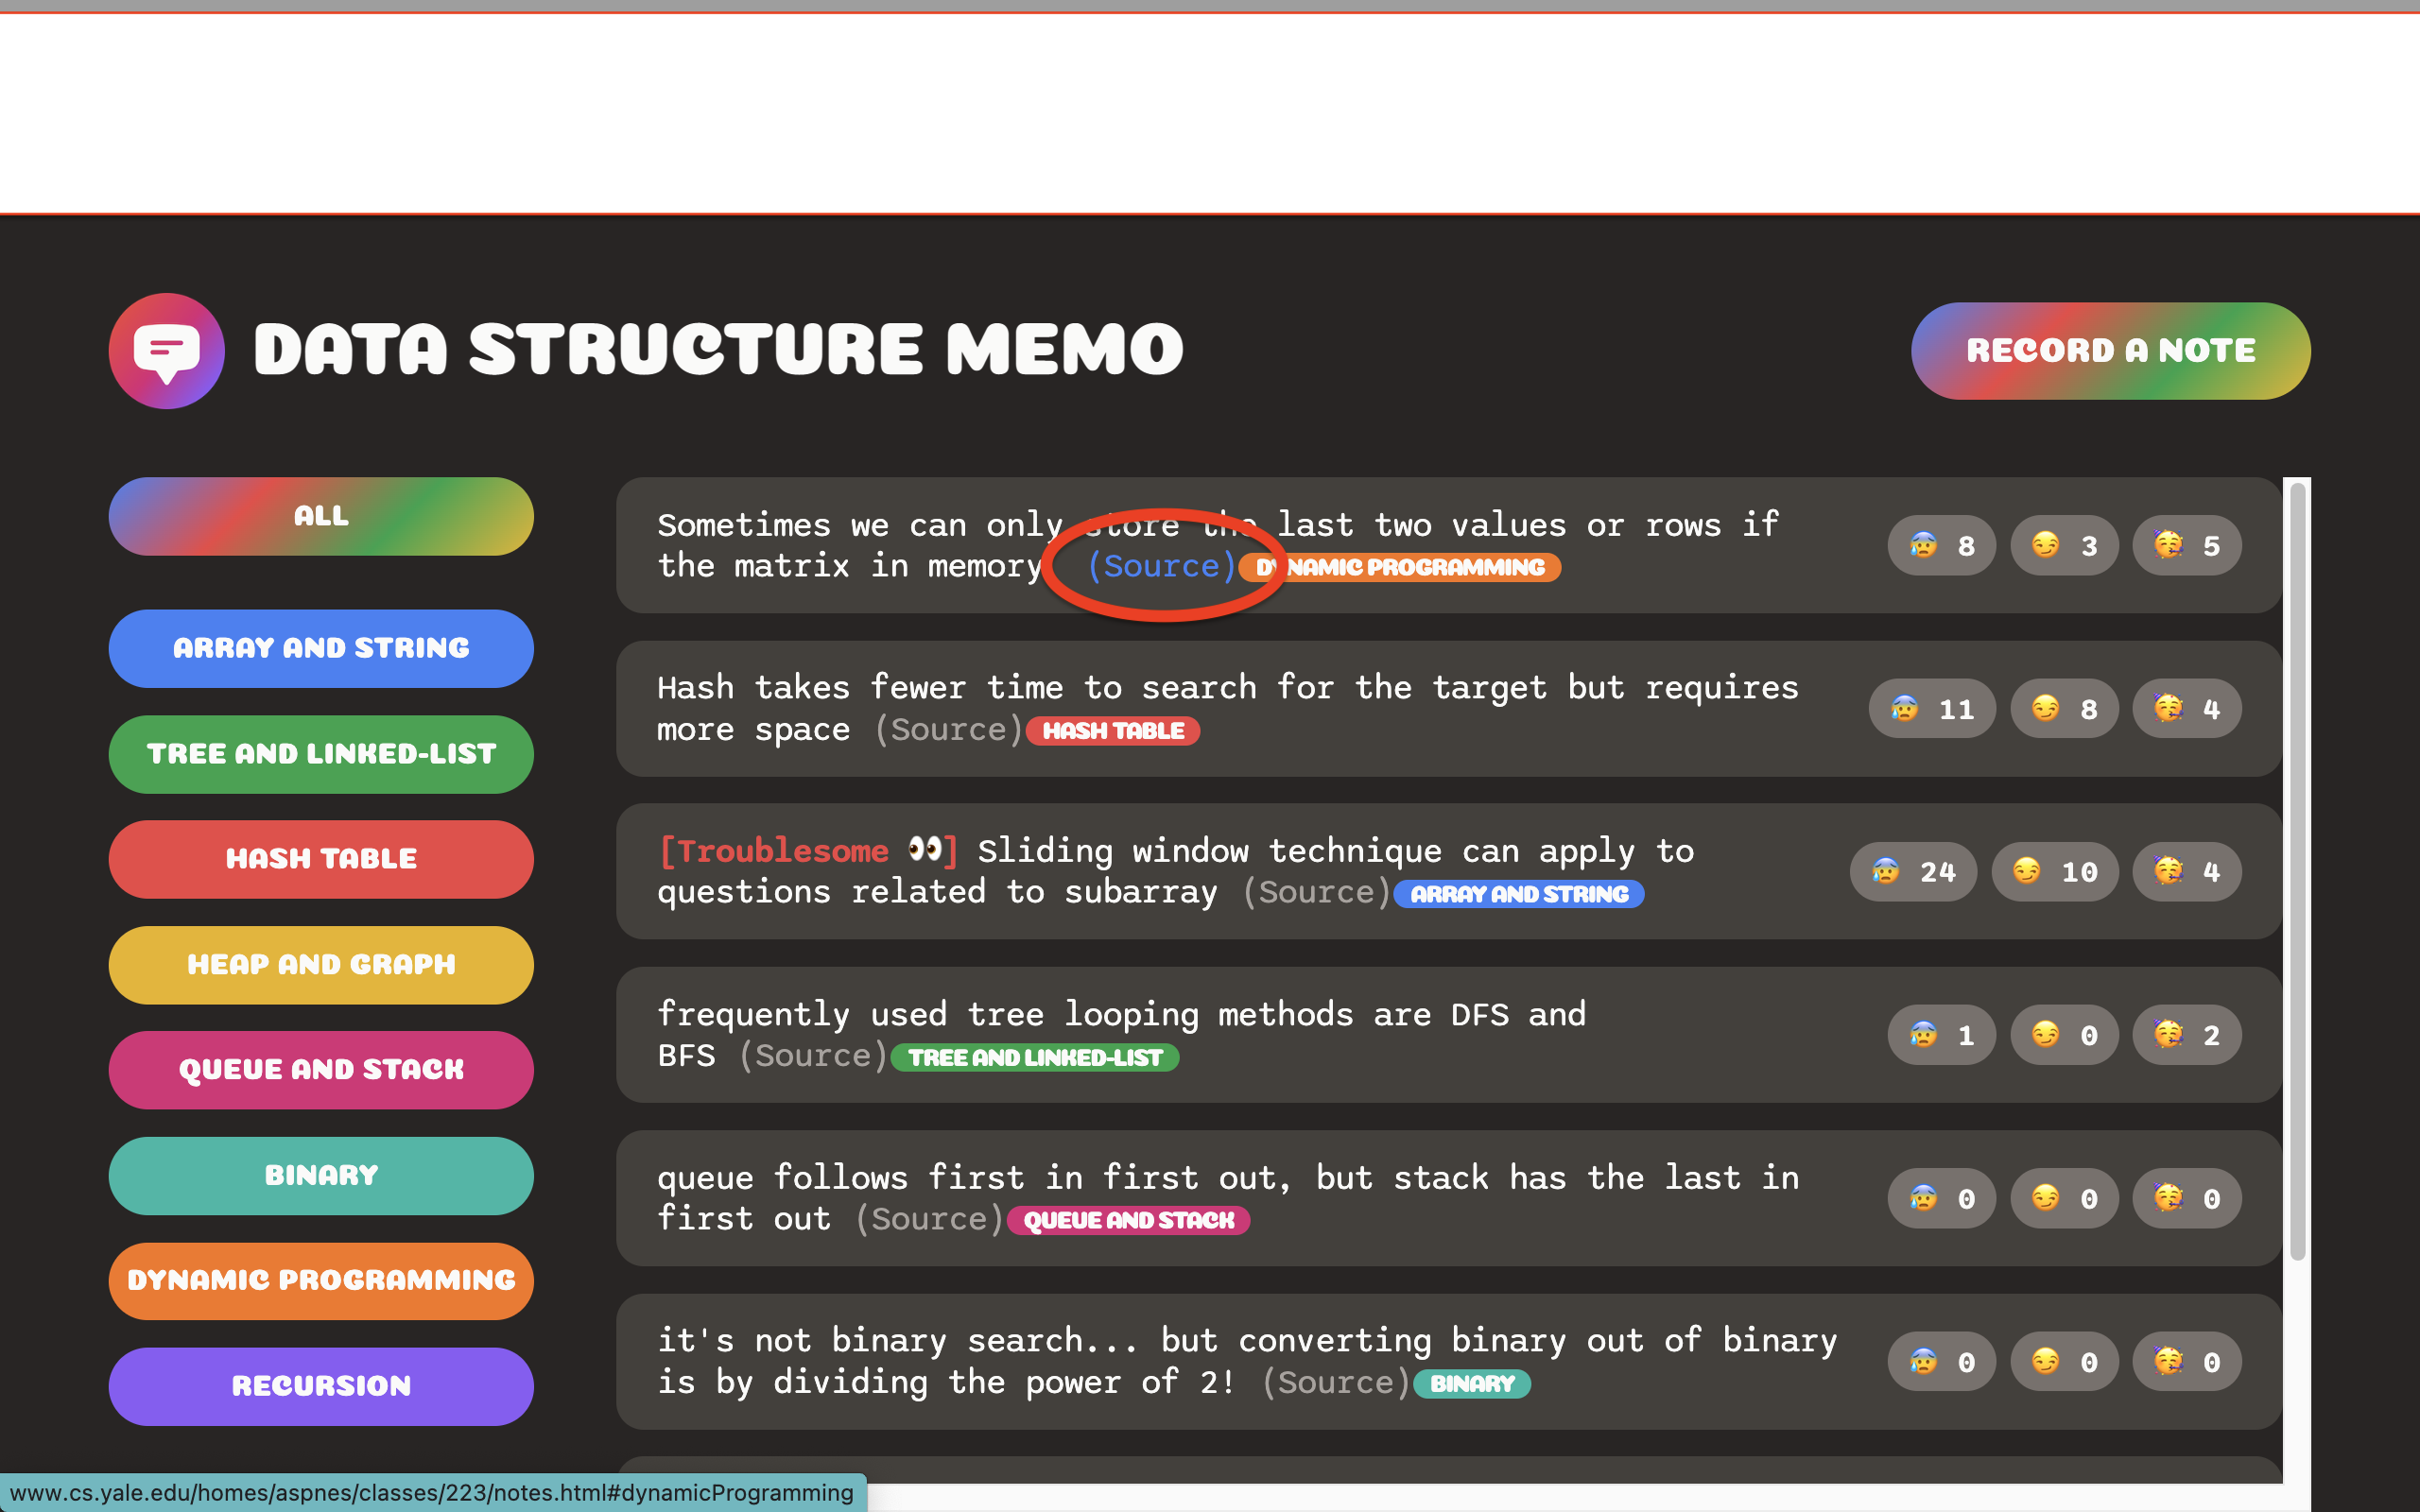 DATA STRUCTURE MEMO
RECORD A NOTE
ALL
ARRAY AND STRING
TREE AND LINKED-LIST
HASH TABLE
HEAP AND GRAPH
QUEUE AND STACK
BINARY
DYNAMIC PROGRAMMING
RECURSION
Sometimes we can only store the last two values or rows if
the matrix in memory (Source) DYNAMIC PROGRAMMING
8 3 5
Hash takes fewer time to search for the target but requires
more space (Source) HASH TABLE
11 8 4
[Troublesome 👀] Sliding window technique can apply to
questions related to subarray (Source) ARRAY AND STRING
24 10 4
frequently used tree looping methods are DFS and
BFS (Source) TREE AND LINKED-LIST
1 0 2
queue follows first in first out, but stack has the last in
first out (Source) QUEUE AND STACK
0 0 0
it's not binary search... but converting binary out of binary
is by dividing the power of 2! (Source) BINARY
0 0 0
www.cs.yale.edu/homes/aspnes/classes/223/notes.html#dynamicProgramming